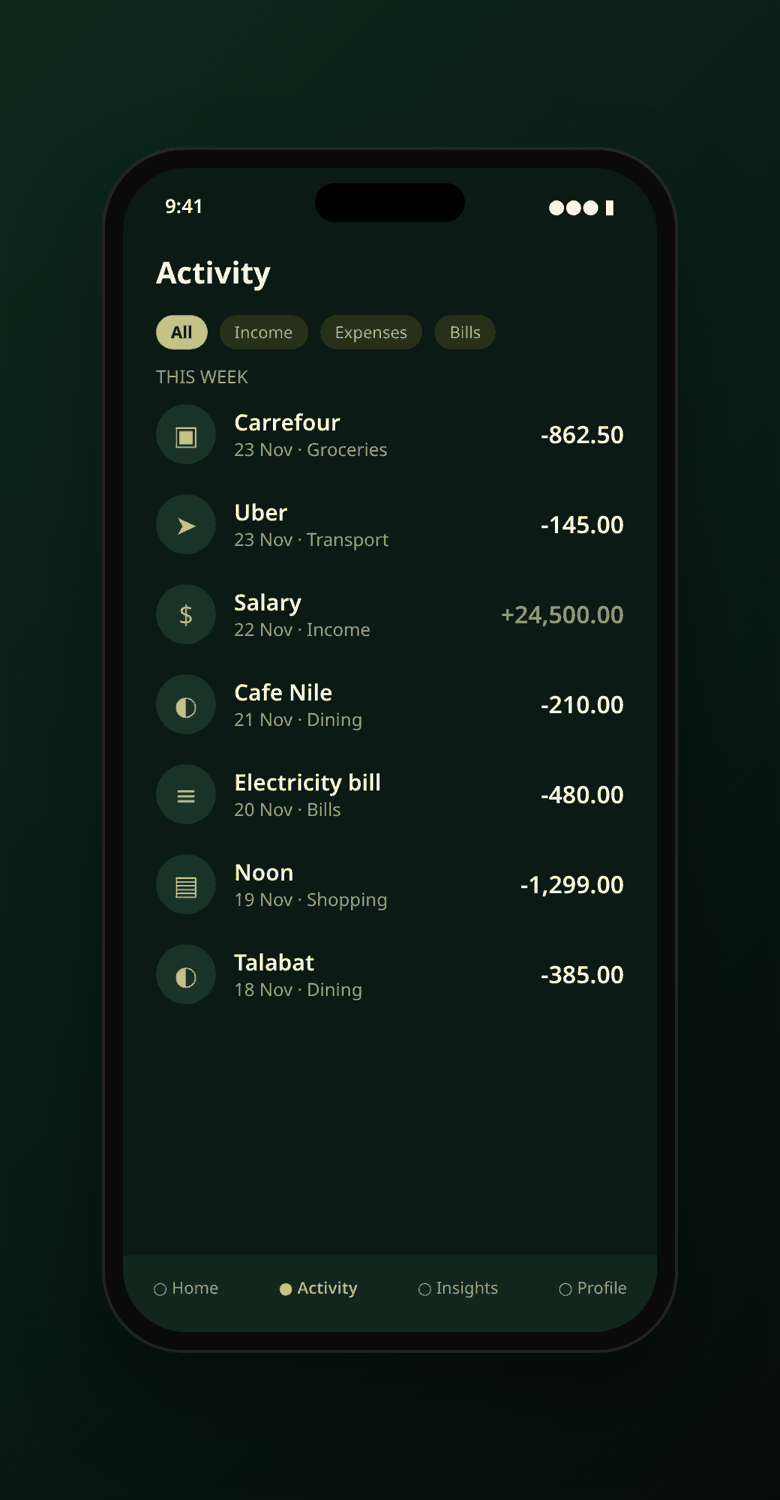 9:41
Activity
All Income Expenses Bills
THIS WEEK
Carrefour
23 Nov · Groceries
-862.50
Uber
23 Nov · Transport
-145.00
$
Salary
22 Nov · Income
+24,500.00
Cafe Nile
21 Nov · Dining
-210.00
Electricity bill
20 Nov · Bills
-480.00
Noon
19 Nov · Shopping
-1,299.00
Talabat
18 Nov · Dining
-385.00
Home Activity Insights Profile